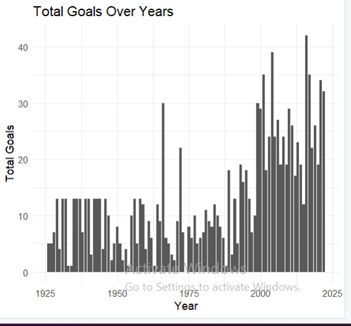 Total Goals Over Years
40
30
20
10
0
Total Goals
1925
1950
1975
2000
2025
Year
Activate Windows
Go to Settings to activate Windows.